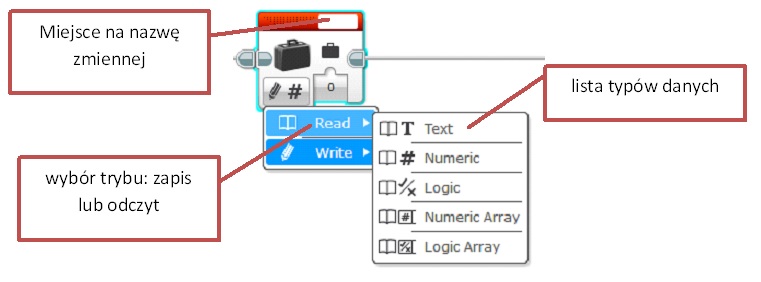 Miejsce na nazwę
zmiennej
#
0
Read
Write
wybór trybu: zapis
lub odczyt
T Text
# Numeric
Logic
# Numeric Array
Logic Array
lista typów danych